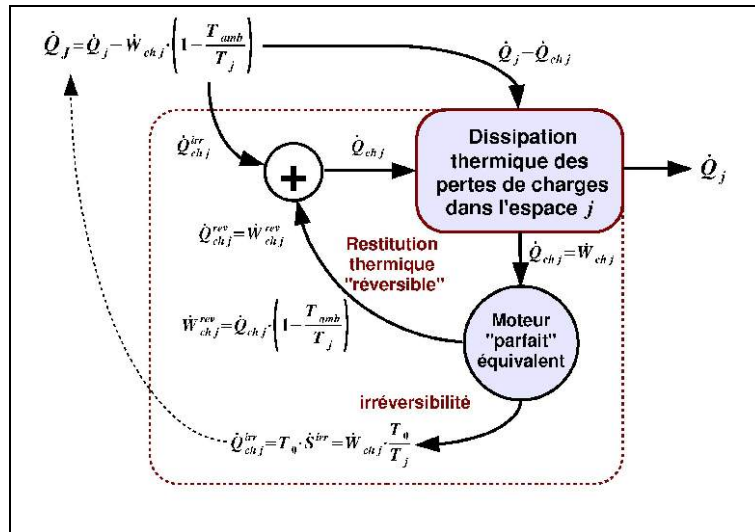 Q̇_J = Q̇_j − Ẇ_ch j · (1 − T_amb / T_j)
Q̇_j − Q̇_ch j
Q̇^irr_ch j
Q̇_ch j
+
Dissipation
thermique des
pertes de charges
dans l'espace j
Q̇_j
Q̇^rev_ch j = Ẇ^rev_ch j
Restitution
thermique
"réversible"
Q̇_ch j = Ẇ_ch j
Ẇ^rev_ch j = Q̇_ch j · (1 − T_amb / T_j)
Moteur
"parfait"
équivalent
irréversibilité
Q̇^irr_ch j = T_0 · Ṡ^irr = Ẇ_ch j · T_0 / T_j